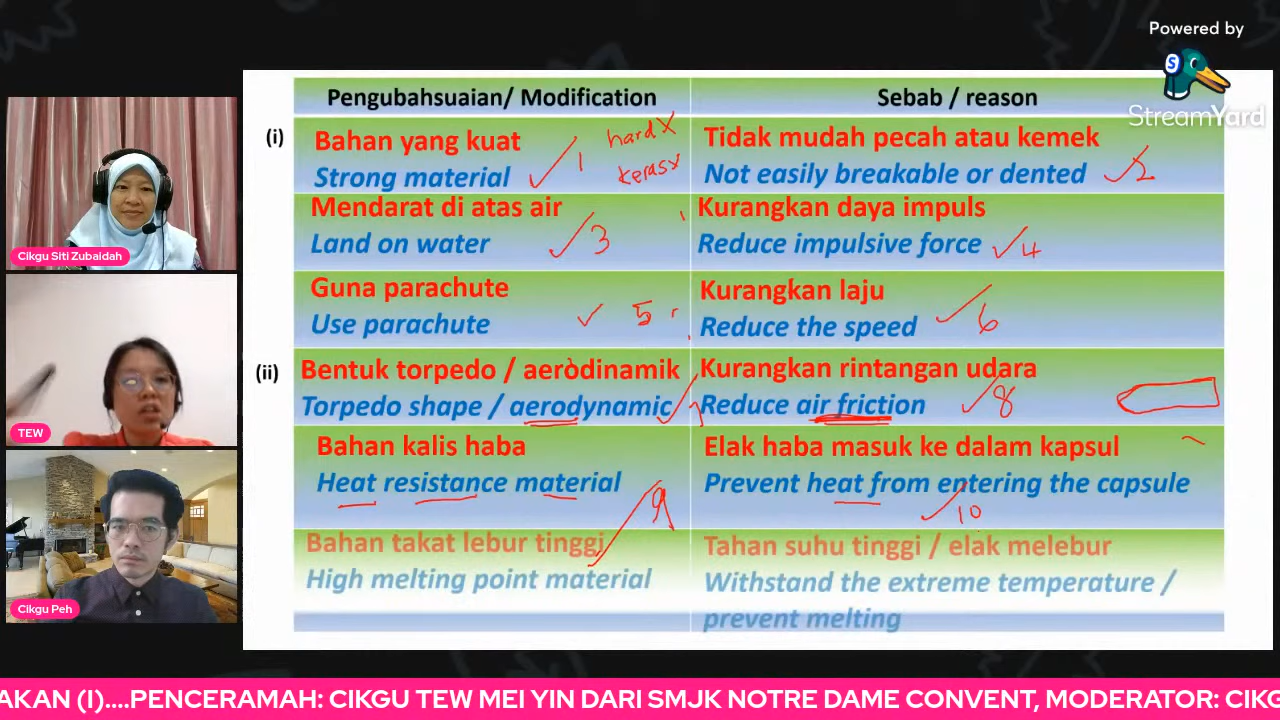 Powered by
StreamYard
Pengubahsuaian/ Modification
Sebab / reason
(i)
Bahan yang kuat
Strong material
1
hard x
keras x
Tidak mudah pecah atau kemek
Not easily breakable or dented
2
Mendarat di atas air
Land on water
3
Kurangkan daya impuls
Reduce impulsive force
4
Guna parachute
Use parachute
5
Kurangkan laju
Reduce the speed
6
(ii)
Bentuk torpedo / aerodinamik
Torpedo shape / aerodynamic
7
Kurangkan rintangan udara
Reduce air friction
8
Bahan kalis haba
Heat resistance material
9
Elak haba masuk ke dalam kapsul
Prevent heat from entering the capsule
10
Bahan takat lebur tinggi
High melting point material
Tahan suhu tinggi / elak melebur
Withstand the extreme temperature /
prevent melting
Cikgu Siti Zubaidah
TEW
Cikgu Peh
AKAN (I)....PENCERAMAH: CIKGU TEW MEI YIN DARI SMJK NOTRE DAME CONVENT, MODERATOR: CIKG